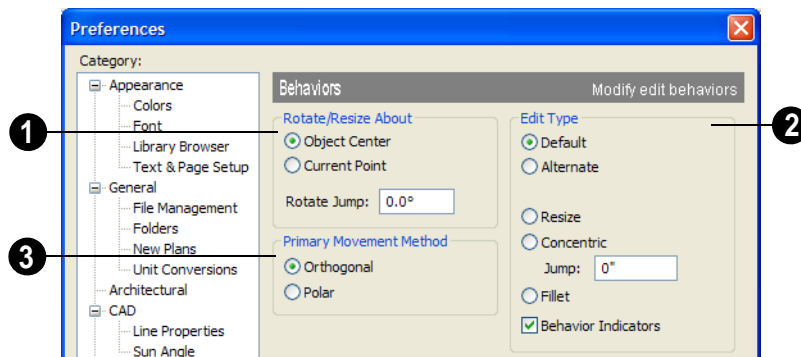 Preferences
Category:
Appearance
Colors
Font
Library Browser
Text & Page Setup
General
File Management
Folders
New Plans
Unit Conversions
Architectural
CAD
Line Properties
Sun Angle
Behaviors
Modify edit behaviors
Rotate/Resize About
Object Center
Current Point
Rotate Jump: 0.0°
Primary Movement Method
Orthogonal
Polar
Edit Type
Default
Alternate
Resize
Concentric
Jump: 0"
Fillet
Behavior Indicators
1
2
3